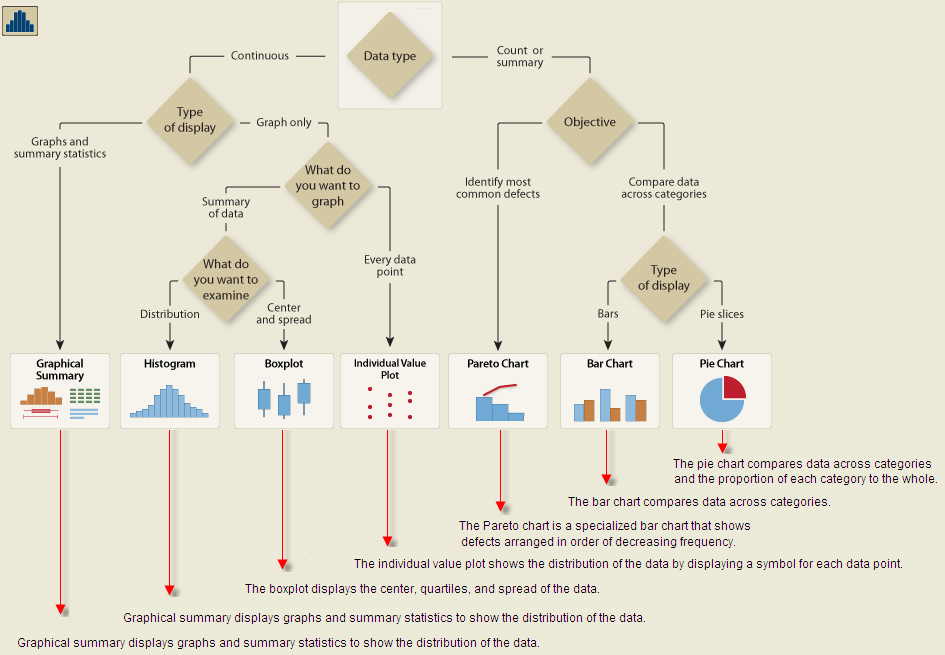 Data type
Continuous
Count or
summary
Type
of display
Graph only
Objective
Graphs and
summary statistics
What do
you want to
graph
Identify most
common defects
Compare data
across categories
Summary
of data
Every data
point
What do
you want to
examine
Type
of display
Distribution
Center
and spread
Bars
Pie slices
Graphical
Summary
Histogram
Boxplot
Individual Value
Plot
Pareto Chart
Bar Chart
Pie Chart
The pie chart compares data across categories
and the proportion of each category to the whole.
The bar chart compares data across categories.
The Pareto chart is a specialized bar chart that shows
defects arranged in order of decreasing frequency.
The individual value plot shows the distribution of the data by displaying a symbol for each data point.
The boxplot displays the center, quartiles, and spread of the data.
Graphical summary displays graphs and summary statistics to show the distribution of the data.
Graphical summary displays graphs and summary statistics to show the distribution of the data.